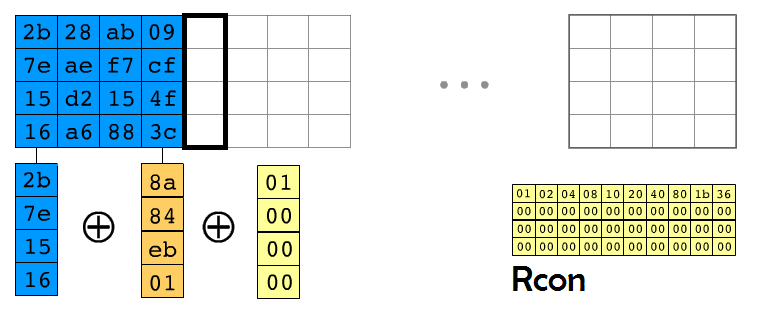 2b 28 ab 09
7e ae f7 cf
15 d2 15 4f
16 a6 88 3c
2b 8a 01
7e 84 00
15 eb 00
16 01 00
01 02 04 08 10 20 40 80 1b 36
00 00 00 00 00 00 00 00 00 00
00 00 00 00 00 00 00 00 00 00
00 00 00 00 00 00 00 00 00 00
Rcon